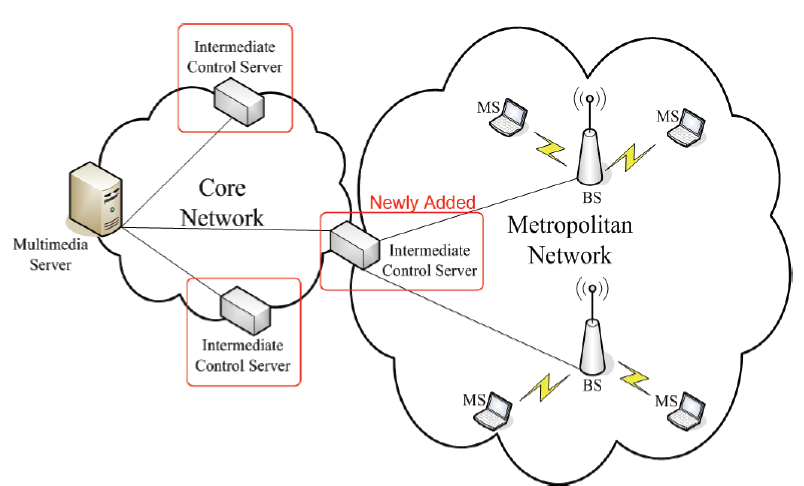 Intermediate
Control Server
MS
MS
Core
Network
Newly Added
BS
Multimedia
Server
Intermediate
Control Server
Metropolitan
Network
Intermediate
Control Server
BS
MS
MS